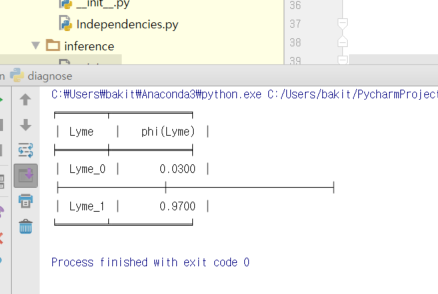 __init__.py
36
Independencies.py
37
inference
38
39
n diagnose
C:₩Users₩bakit₩Anaconda3₩python.exe C:/Users/bakit/PycharmProject
| Lyme | phi(Lyme) |
| Lyme_0 | 0.0300 |
| Lyme_1 | 0.9700 |
Process finished with exit code 0